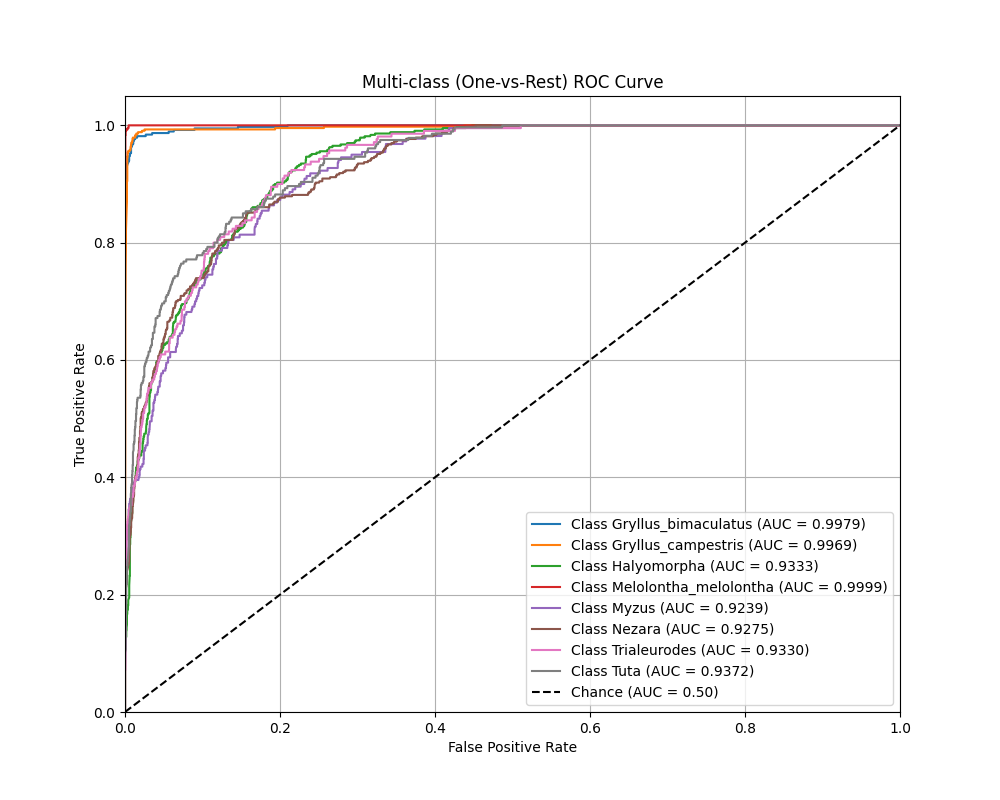 Multi-class (One-vs-Rest) ROC Curve
True Positive Rate
1.0
0.8
0.6
0.4
0.2
0.0
Class Gryllus_bimaculatus (AUC = 0.9979)
Class Gryllus_campestris (AUC = 0.9969)
Class Halyomorpha (AUC = 0.9333)
Class Melolontha_melolontha (AUC = 0.9999)
Class Myzus (AUC = 0.9239)
Class Nezara (AUC = 0.9275)
Class Trialeurodes (AUC = 0.9330)
Class Tuta (AUC = 0.9372)
Chance (AUC = 0.50)
0.0 0.2 0.4 0.6 0.8 1.0
False Positive Rate